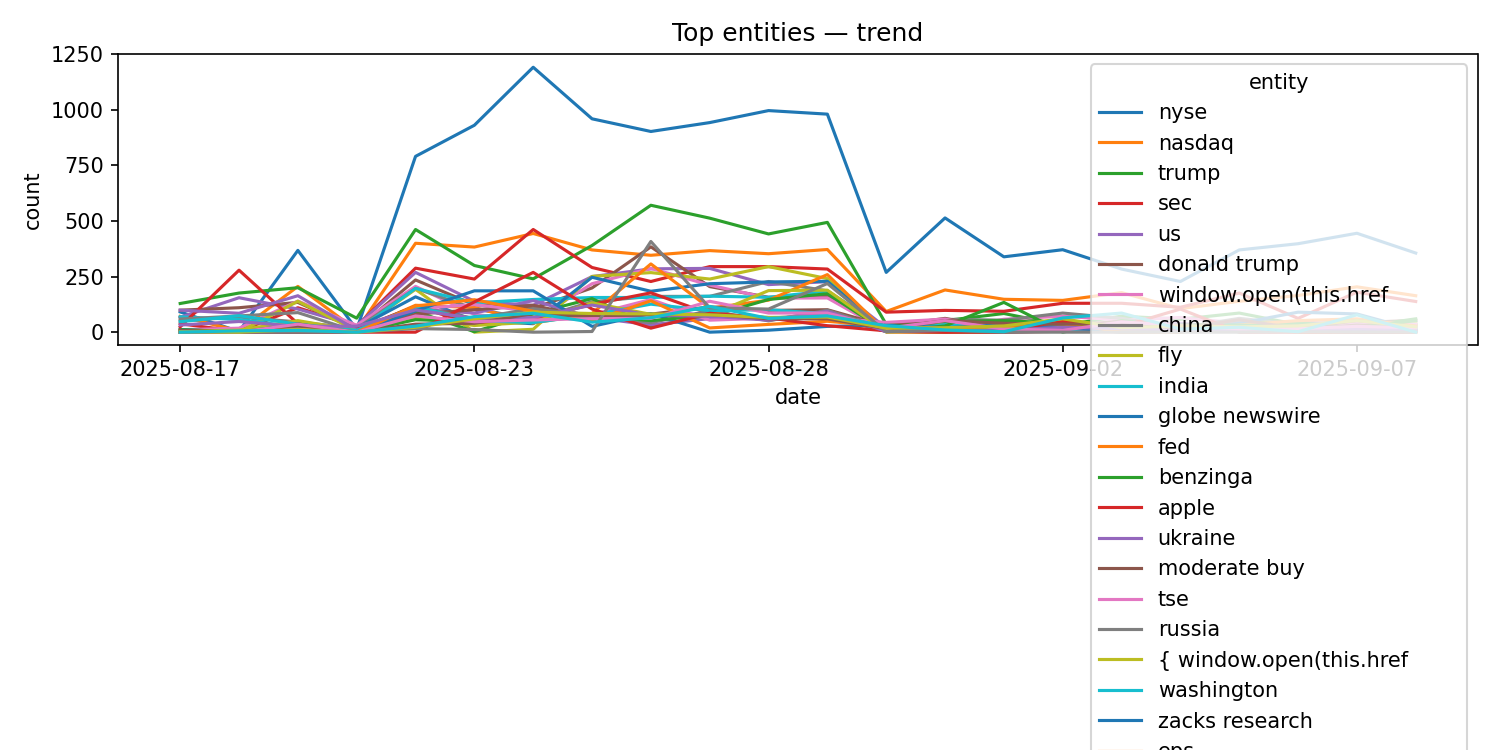 Top entities — trend
1250
1000
750
500
250
0
count
2025-08-17
2025-08-23
2025-08-28
2025-09-02
2025-09-07
date
entity
nyse
nasdaq
trump
sec
us
donald trump
window.open(this.href
china
fly
india
globe newswire
fed
benzinga
apple
ukraine
moderate buy
tse
russia
{ window.open(this.href
washington
zacks research
eps